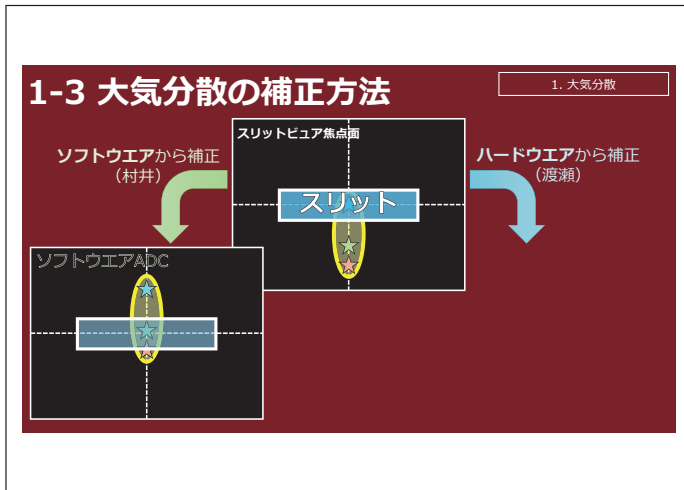 1-3 大気分散の補正方法
1. 大気分散
ソフトウエアから補正
（村井）
スリットビュア焦点面
スリット
ハードウエアから補正
（渡瀬）
ソフトウエアADC